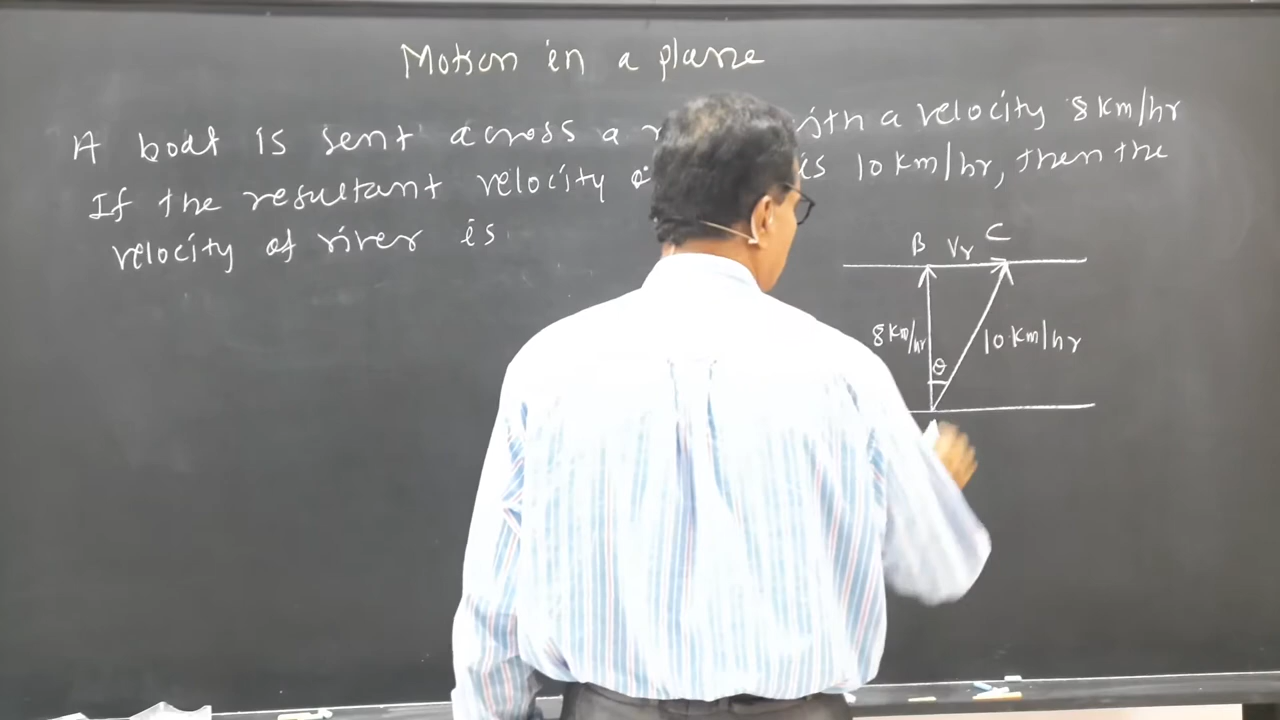 Motion in a plane
A boat is sent across a with a velocity 8 km/hr
If the resultant velocity is 10 km/hr, then the
velocity of river is
B Vr C
8 km/hr 10 km/hr
θ